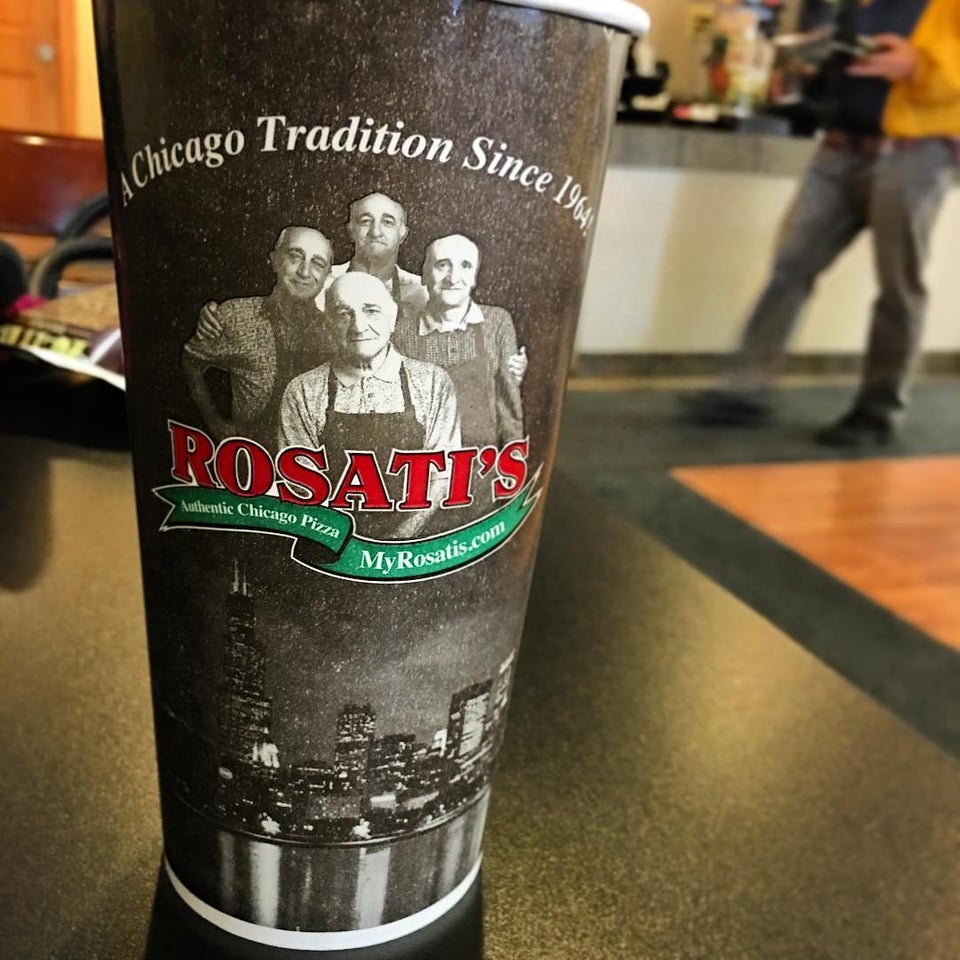 A Chicago Tradition Since 1964!
ROSATI'S
Authentic Chicago Pizza
MyRosatis.com